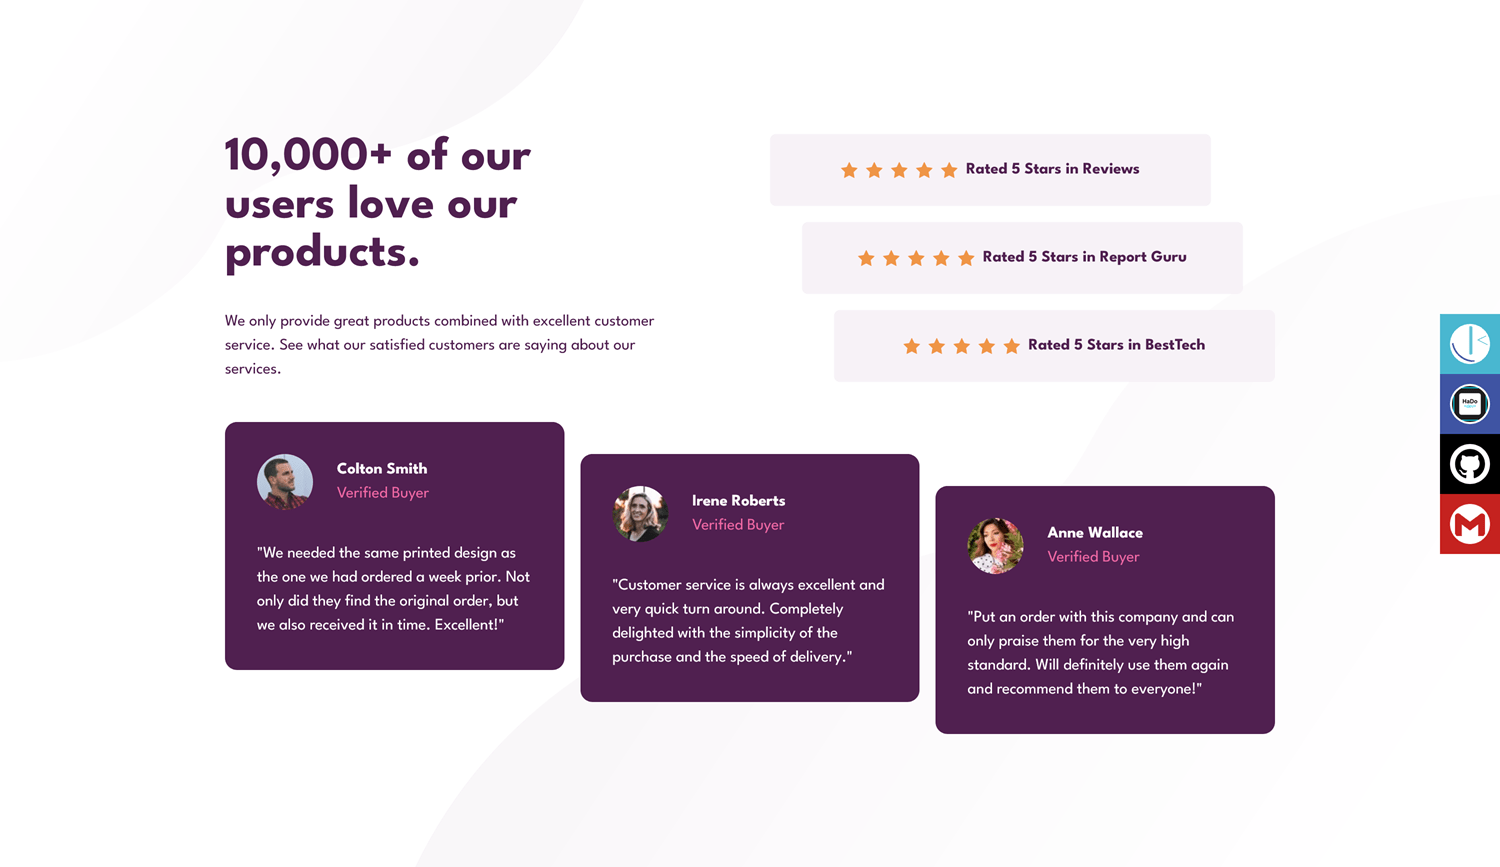 10,000+ of our
users love our
products.
We only provide great products combined with excellent customer
service. See what our satisfied customers are saying about our
services.
Rated 5 Stars in Reviews
Rated 5 Stars in Report Guru
Rated 5 Stars in BestTech
Colton Smith
Verified Buyer
"We needed the same printed design as
the one we had ordered a week prior. Not
only did they find the original order, but
we also received it in time. Excellent!"
Irene Roberts
Verified Buyer
"Customer service is always excellent and
very quick turn around. Completely
delighted with the simplicity of the
purchase and the speed of delivery."
Anne Wallace
Verified Buyer
"Put an order with this company and can
only praise them for the very high
standard. Will definitely use them again
and recommend them to everyone!"
HaDo